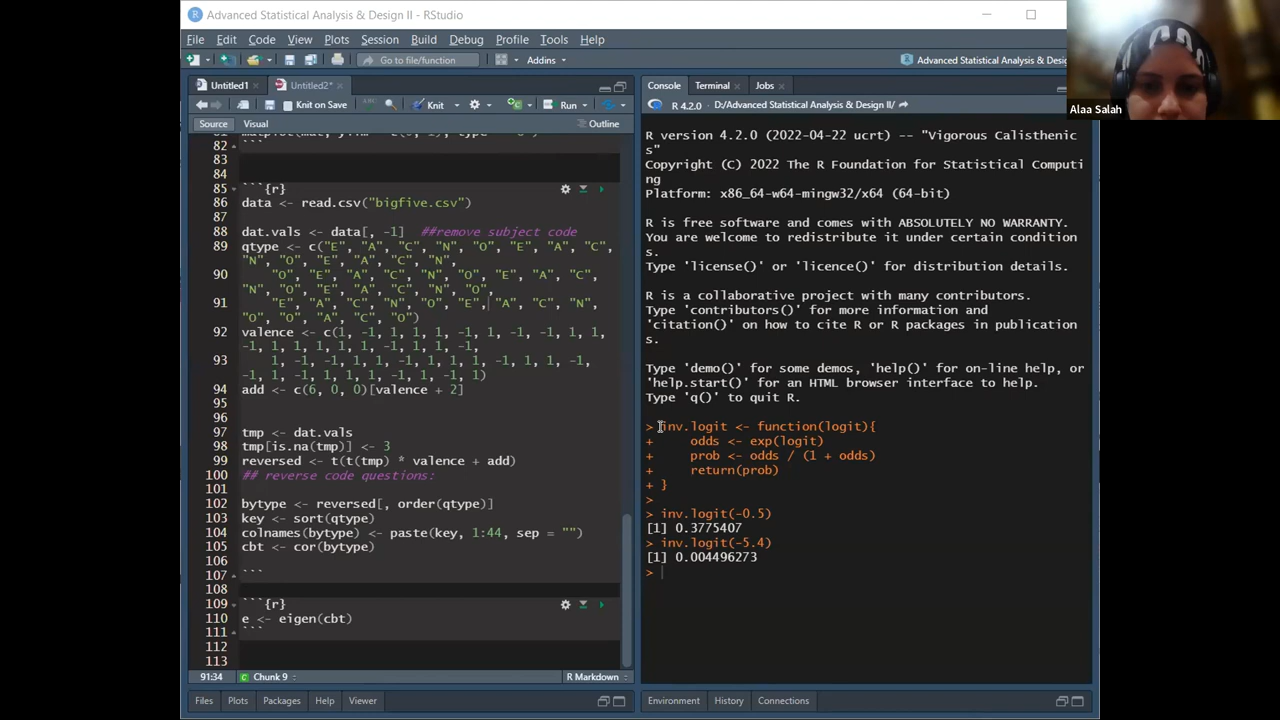 Advanced Statistical Analysis & Design II - RStudio
File Edit Code View Plots Session Build Debug Profile Tools Help
Go to file/function
Addins
Advanced Statistical Analysis & Desig
Untitled1
Untitled2*
Knit on Save
Knit
Run
Source
Visual
Outline
82 ```
83
84
85 ```{r}
86 data <- read.csv("bigfive.csv")
87
88 dat.vals <- data[, -1]  ##remove subject code
89 qtype <- c("E", "A", "C", "N", "O", "E", "A", "C",
"N", "O", "E", "A", "C", "N",
90 "O", "E", "A", "C", "N", "O", "E", "A", "C",
"N", "O", "E", "A", "C", "N", "O",
91 "E", "A", "C", "N", "O", "E", "A", "C", "N",
"O", "O", "A", "C", "O")
92 valence <- c(1, -1, 1, 1, 1, -1, 1, -1, -1, 1, 1,
-1, 1, 1, 1, 1, 1, -1, 1, 1, -1,
93 1, -1, -1, 1, 1, 1, 1, 1, -1, 1, 1, -1,
-1, 1, 1, 1, 1, 1, -1, 1, -1, 1)
94 add <- c(6, 0, 0)[valence + 2]
95
96
97 tmp <- dat.vals
98 tmp[is.na(tmp)] <- 3
99 reversed <- t(t(tmp) * valence + add)
100 ## reverse code questions:
101
102 bytype <- reversed[, order(qtype)]
103 key <- sort(qtype)
104 colnames(bytype) <- paste(key, 1:44, sep = "")
105 cbt <- cor(bytype)
106
107 ```
108
109 ```{r}
110 e <- eigen(cbt)
111 ```
112
113
91:34
Chunk 9
R Markdown
Files Plots Packages Help Viewer
Console Terminal Jobs
R 4.2.0 · D:/Advanced Statistical Analysis & Design II/
R version 4.2.0 (2022-04-22 ucrt) -- "Vigorous Calisthenic
s"
Copyright (C) 2022 The R Foundation for Statistical Computi
ng
Platform: x86_64-w64-mingw32/x64 (64-bit)
R is free software and comes with ABSOLUTELY NO WARRANTY.
You are welcome to redistribute it under certain condition
s.
Type 'license()' or 'licence()' for distribution details.
R is a collaborative project with many contributors.
Type 'contributors()' for more information and
'citation()' on how to cite R or R packages in publication
s.
Type 'demo()' for some demos, 'help()' for on-line help, or
'help.start()' for an HTML browser interface to help.
Type 'q()' to quit R.
> inv.logit <- function(logit){
+     odds <- exp(logit)
+     prob <- odds / (1 + odds)
+     return(prob)
+ }
>
> inv.logit(-0.5)
[1] 0.3775407
> inv.logit(-5.4)
[1] 0.004496273
>
Environment History Connections
Alaa Salah